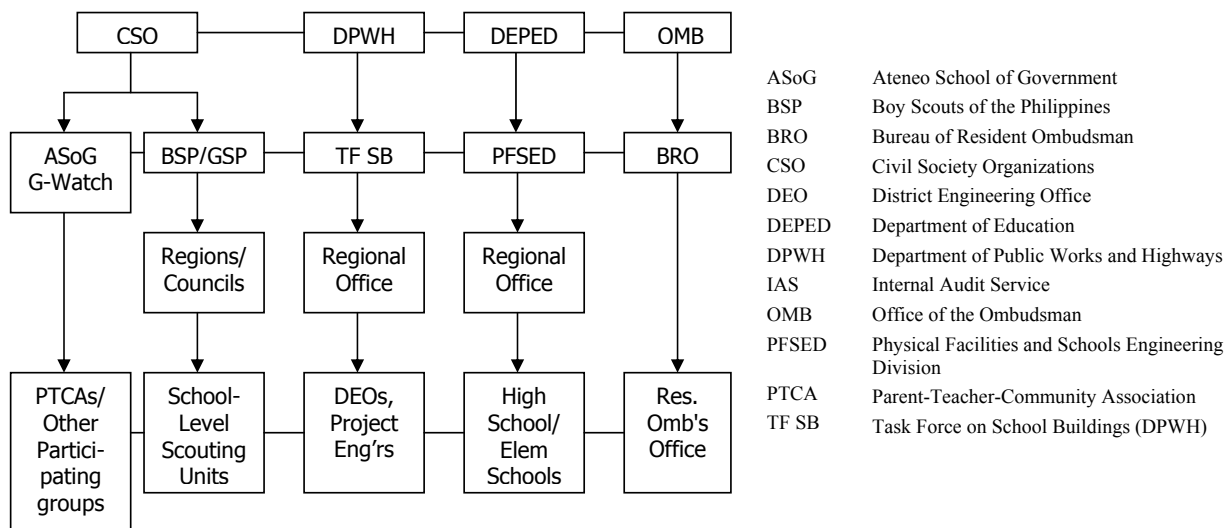 CSO
DPWH
DEPED
OMB
ASoG
G-Watch
BSP/GSP
TF SB
PFSED
BRO
Regions/
Councils
Regional
Office
Regional
Office
PTCAs/
Other
Partici-
pating
groups
School-
Level
Scouting
Units
DEOs,
Project
Eng'rs
High
School/
Elem
Schools
Res.
Omb's
Office
ASoG Ateneo School of Government
BSP Boy Scouts of the Philippines
BRO Bureau of Resident Ombudsman
CSO Civil Society Organizations
DEO District Engineering Office
DEPED Department of Education
DPWH Department of Public Works and Highways
IAS Internal Audit Service
OMB Office of the Ombudsman
PFSED Physical Facilities and Schools Engineering
Division
PTCA Parent-Teacher-Community Association
TF SB Task Force on School Buildings (DPWH)